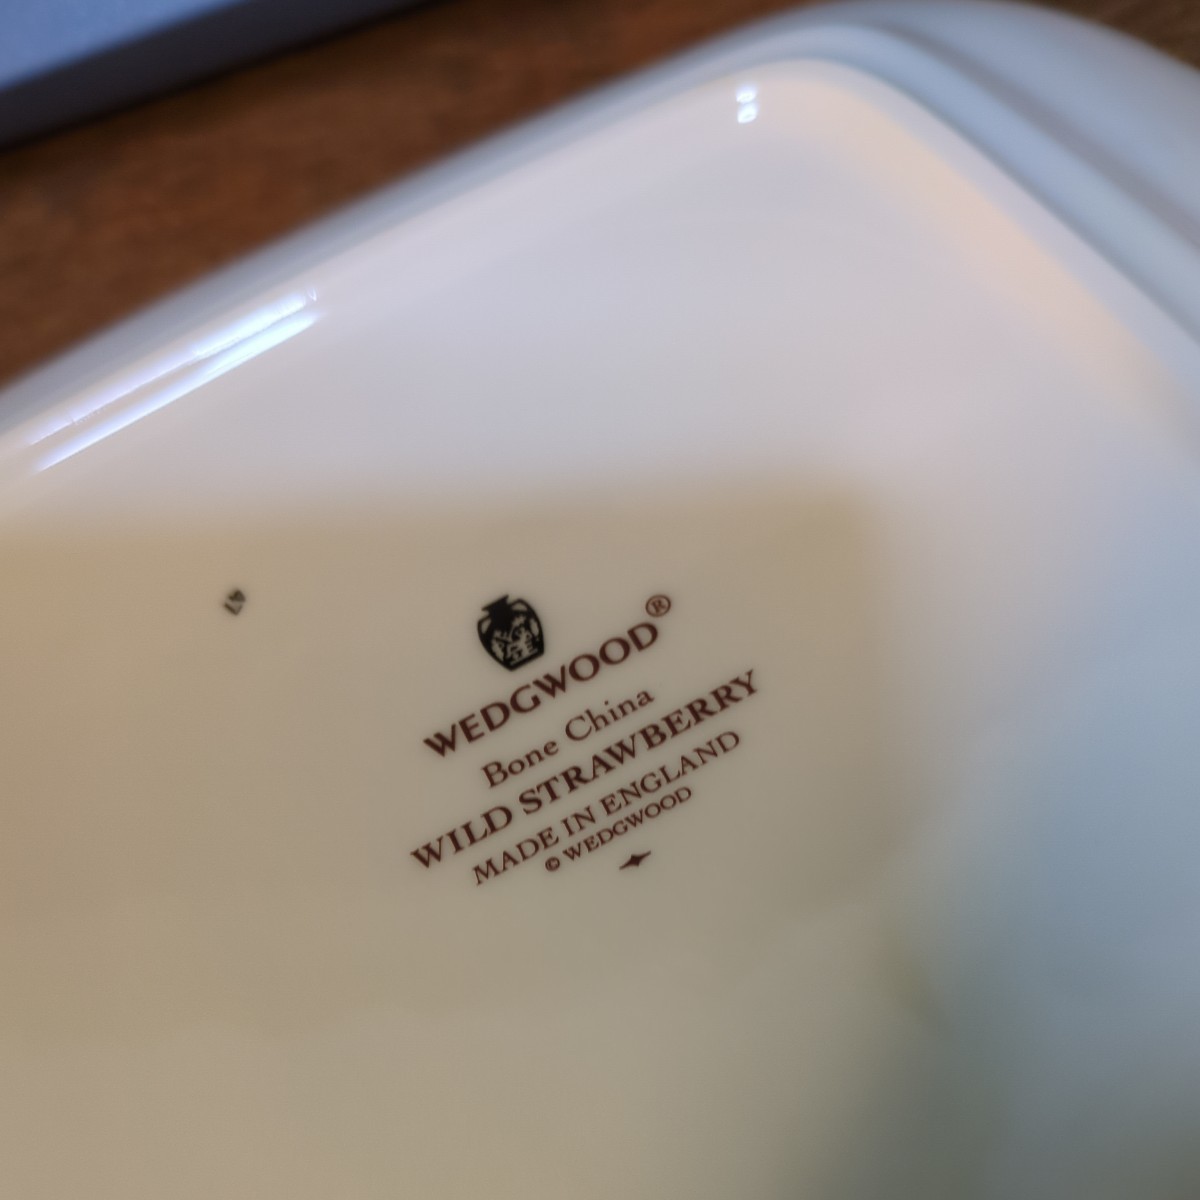 WEDGWOOD®
Bone China
WILD STRAWBERRY
MADE IN ENGLAND
© WEDGWOOD